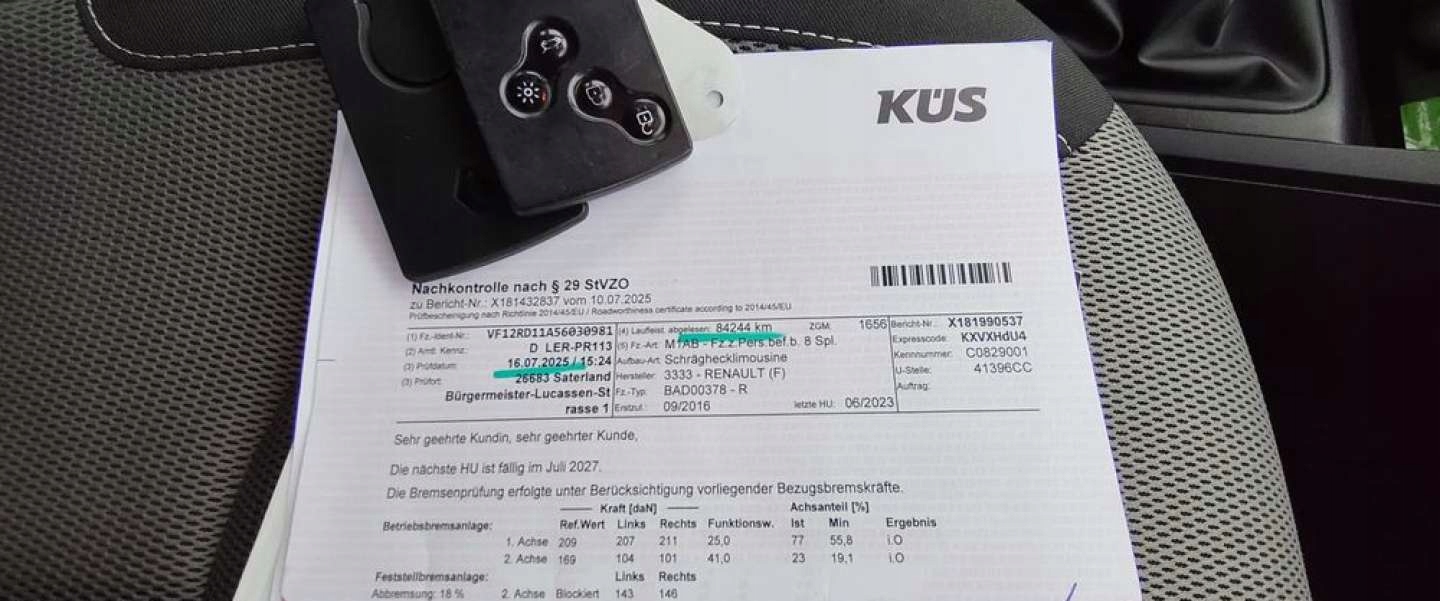 KÜS
Nachkontrolle nach § 29 StVZO
zu Bericht-Nr.: X181432837 vom 10.07.2025
Prüfbescheinigung nach Richtlinie 2014/45/EU / Roadworthiness certificate according to 2014/45/EU
(1) Fz.-Ident-Nr.: VF12RD11A56030981 (4) Laufleist. abgelesen: 84244 km ZGM: 1656 Bericht-Nr.: X181990537
(2) Amtl. Kennz.: D LER-PR113 (5) Fz.-Art: M1AB - Fz.z.Pers.bef.b. 8 Spl. Expresscode: KXVXHdU4
(3) Prüfdatum: 16.07.2025 / 15:24 Aufbau-Art: Schräghecklimousine Kennnummer: C0829001
(3) Prüfort: 26683 Saterland Hersteller: 3333 - RENAULT (F) U-Stelle: 41396CC
Bürgermeister-Lucassen-St Fz.-Typ: BAD00378 - R Auftrag:
rasse 1 Erstzul.: 09/2016 letzte HU: 06/2023
Sehr geehrte Kundin, sehr geehrter Kunde,
Die nächste HU ist fällig im Juli 2027.
Die Bremsenprüfung erfolgte unter Berücksichtigung vorliegender Bezugsbremskräfte.
Kraft [daN] Achsanteil [%]
Betriebsbremsanlage: Ref.Wert Links Rechts Funktionsw. Ist Min Ergebnis
1. Achse 209 207 211 25,0 77 55,8 i.O
2. Achse 169 104 101 41,0 23 19,1 i.O
Feststellbremsanlage: Links Rechts
Abbremsung: 18 % 2. Achse Blockiert 143 146